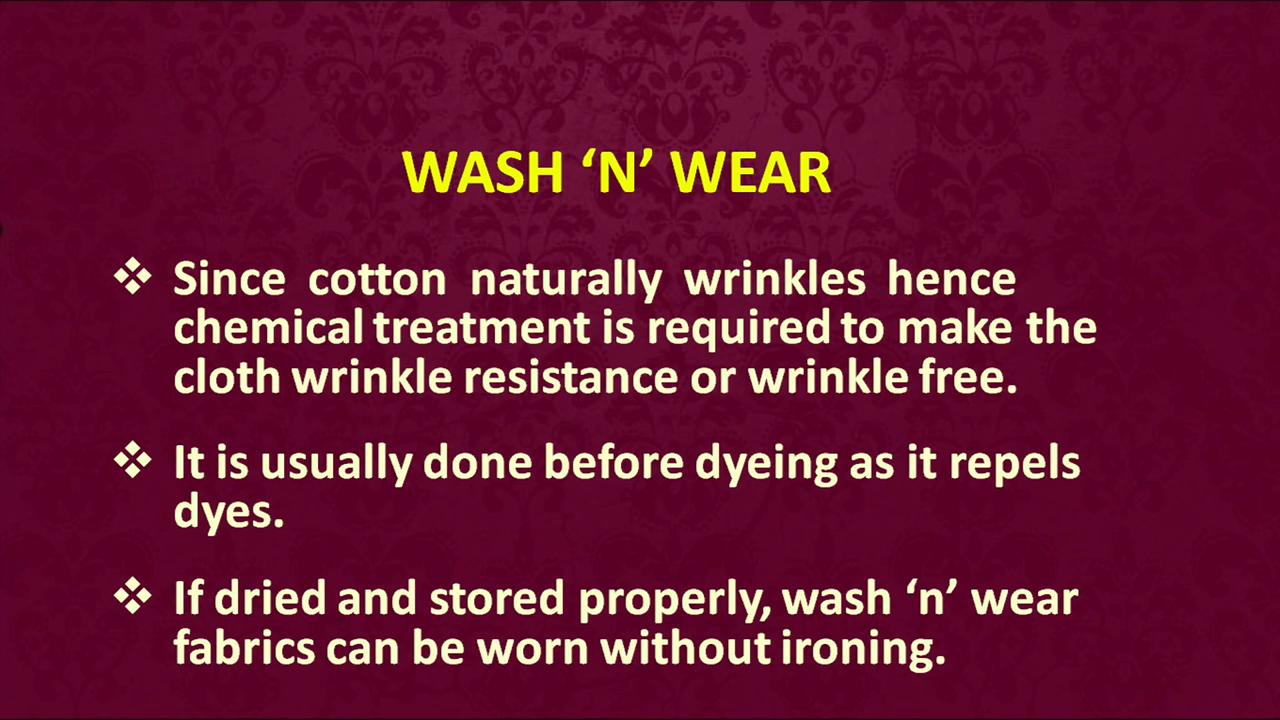 WASH ‘N’ WEAR
❖ Since cotton naturally wrinkles hence
chemical treatment is required to make the
cloth wrinkle resistance or wrinkle free.
❖ It is usually done before dyeing as it repels
dyes.
❖ If dried and stored properly, wash ‘n’ wear
fabrics can be worn without ironing.